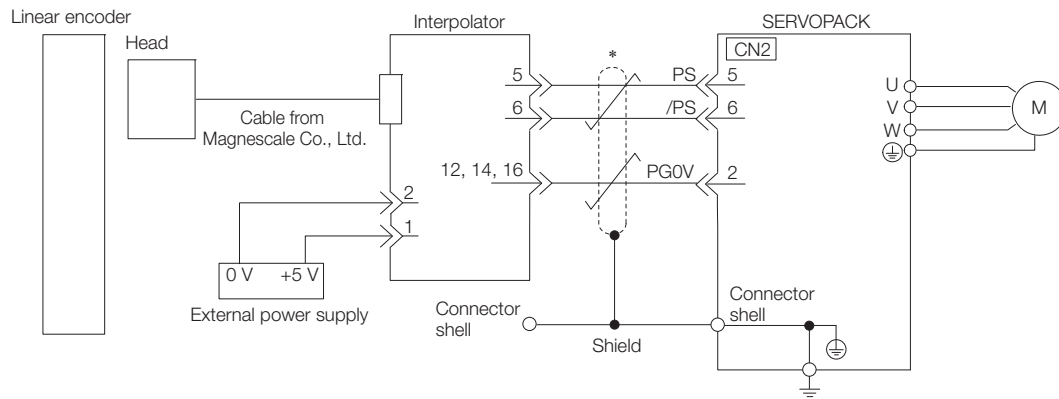 Linear encoder
Head
Interpolator
SERVOPACK
CN2
*
5
PS
5
6
/PS
6
Cable from
Magnescale Co., Ltd.
12, 14, 16
PG0V
2
2
1
0 V
+5 V
External power supply
Connector
shell
Shield
Connector
shell
U
V
W
M